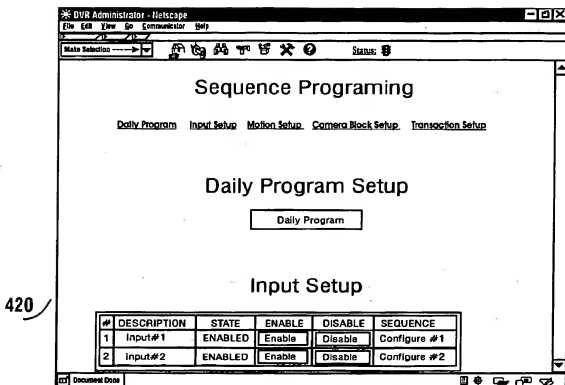 DVR Administrator - Netscape
File Edit View Go Communicator Help
Make Selection ---->
Status:
Sequence Programing
Daily Program Input Setup Motion Setup Camera Block Setup Transaction Setup
Daily Program Setup
Daily Program
Input Setup
420
# DESCRIPTION STATE ENABLE DISABLE SEQUENCE
1 Input#1 ENABLED Enable Disable Configure #1
2 Input#2 ENABLED Enable Disable Configure #2
Document Done